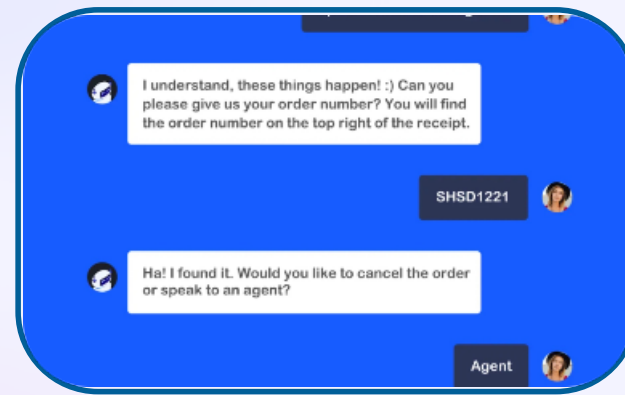 I understand, these things happen! :) Can you
please give us your order number? You will find
the order number on the top right of the receipt.
SHSD1221
Ha! I found it. Would you like to cancel the order
or speak to an agent?
Agent